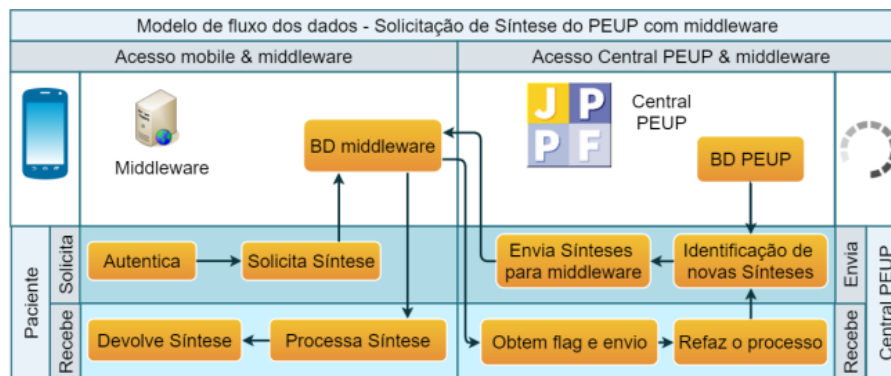 Modelo de fluxo dos dados - Solicitação de Síntese do PEUP com middleware
Acesso mobile & middleware
Acesso Central PEUP & middleware
Middleware
BD middleware
J P
P F
Central
PEUP
BD PEUP
Paciente
Solicita
Autentica
Solicita Síntese
Envia Sínteses
para middleware
Identificação de
novas Sínteses
Envia
Central PEUP
Recebe
Devolve Síntese
Processa Síntese
Obtem flag e envio
Refaz o processo
Recebe